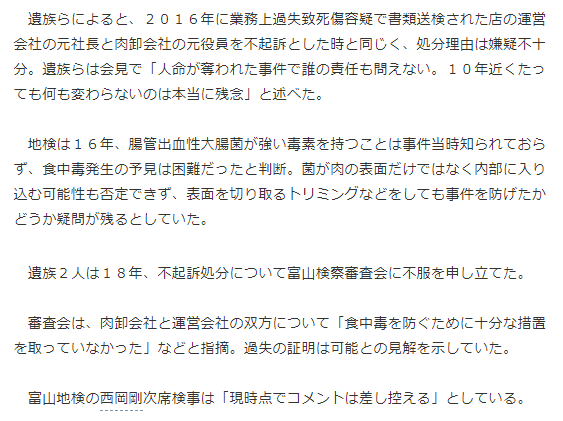 遺族らによると、２０１６年に業務上過失致死傷容疑で書類送検された店の運営
会社の元社長と肉卸会社の元役員を不起訴とした時と同じく、処分理由は嫌疑不十
分。遺族らは会見で「人命が奪われた事件で誰の責任も問えない。１０年近くたっ
ても何も変わらないのは本当に残念」と述べた。
地検は１６年、腸管出血性大腸菌が強い毒素を持つことは事件当時知られておら
ず、食中毒発生の予見は困難だったと判断。菌が肉の表面だけではなく内部に入り
込む可能性も否定できず、表面を切り取るトリミングなどをしても事件を防げたか
どうか疑問が残るとしていた。
遺族２人は１８年、不起訴処分について富山検察審査会に不服を申し立てた。
審査会は、肉卸会社と運営会社の双方について「食中毒を防ぐために十分な措置
を取っていなかった」などと指摘。過失の証明は可能との見解を示していた。
富山地検の西岡剛次席検事は「現時点でコメントは差し控える」としている。